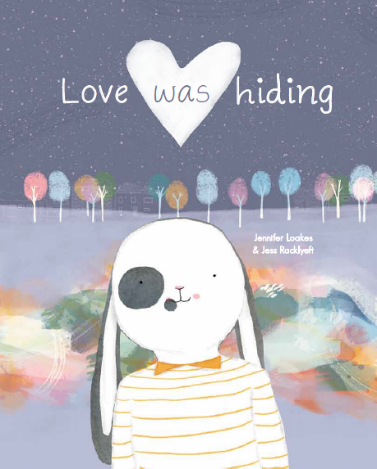 Love was hiding
Jennifer Loakes
& Jess Racklyeft